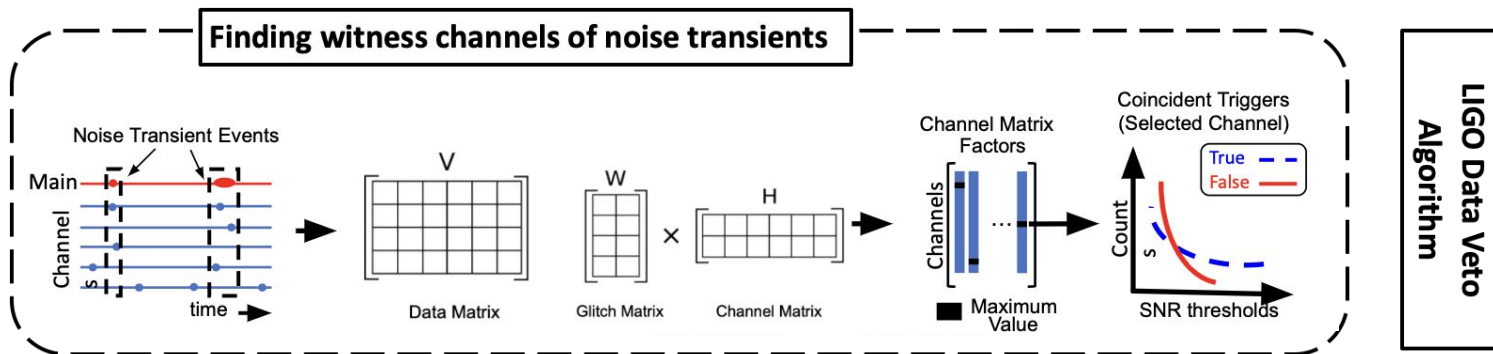 Finding witness channels of noise transients
Noise Transient Events
Main
Channel
s
time
V
Data Matrix
W
Glitch Matrix
×
H
Channel Matrix
Channel Matrix
Factors
Channels
...
Maximum
Value
Coincident Triggers
(Selected Channel)
True
False
Count
s
SNR thresholds
LIGO Data Veto
Algorithm